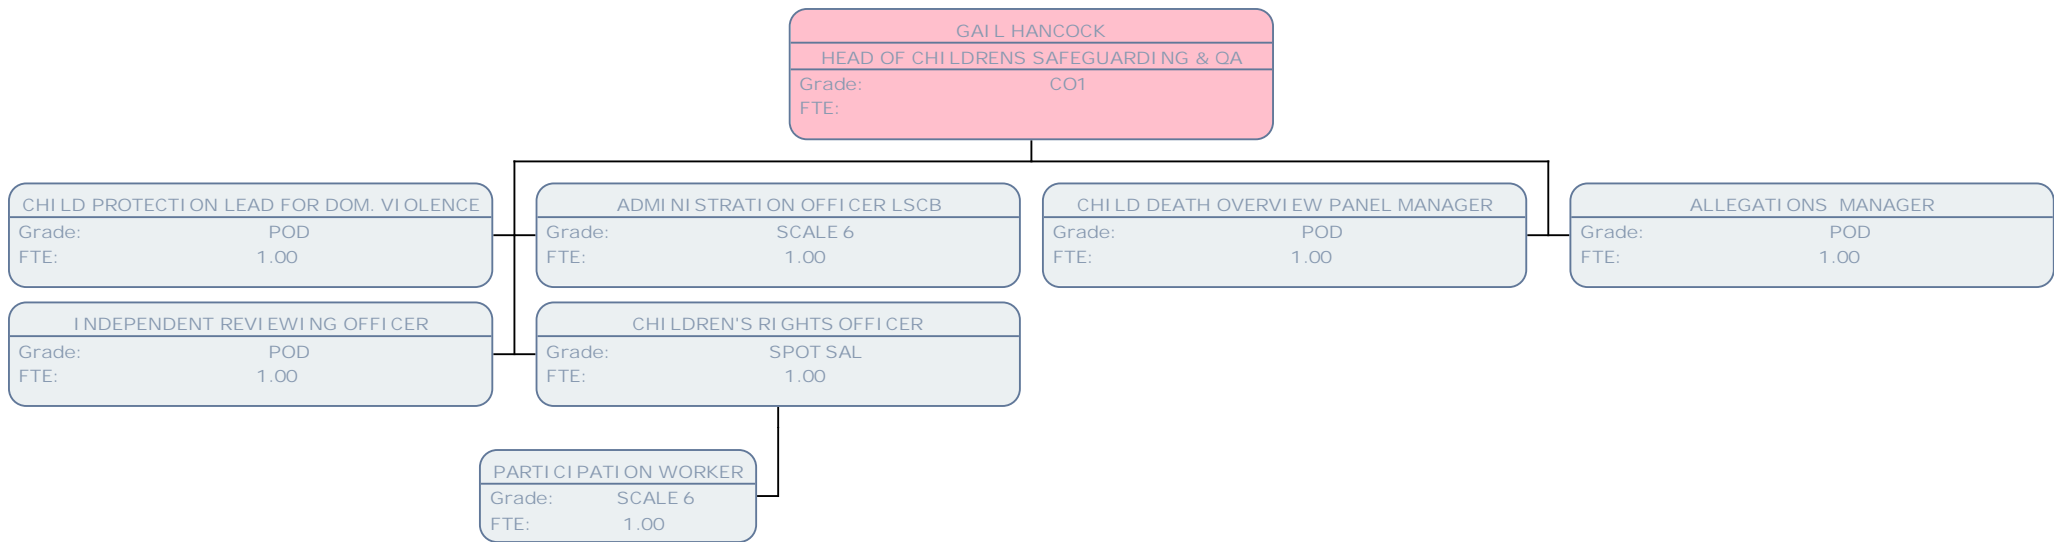 GAIL HANCOCK
HEAD OF CHILDRENS SAFEGUARDING & QA
Grade: CO1
FTE:
CHILD PROTECTION LEAD FOR DOM. VIOLENCE
Grade: POD
FTE: 1.00
ADMINISTRATION OFFICER LSCB
Grade: SCALE 6
FTE: 1.00
CHILD DEATH OVERVIEW PANEL MANAGER
Grade: POD
FTE: 1.00
ALLEGATIONS MANAGER
Grade: POD
FTE: 1.00
INDEPENDENT REVIEWING OFFICER
Grade: POD
FTE: 1.00
CHILDREN'S RIGHTS OFFICER
Grade: SPOT SAL
FTE: 1.00
PARTICIPATION WORKER
Grade: SCALE 6
FTE: 1.00